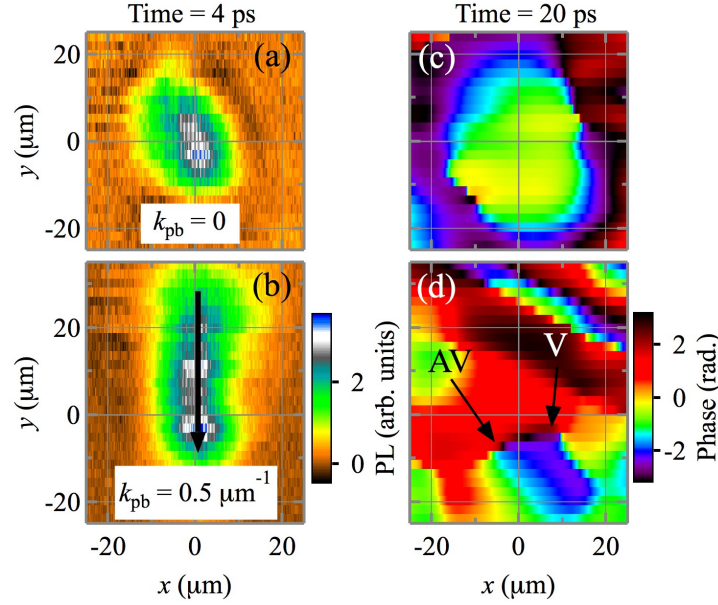 Time = 4 ps
Time = 20 ps
(a)
(c)
20
0
-20
y (μm)
k_pb = 0
(b)
(d)
20
0
-20
y (μm)
k_pb = 0.5 μm⁻¹
2
0
PL (arb. units)
AV
V
2
0
-2
Phase (rad.)
-20 0 20
-20 0 20
x (μm)
x (μm)